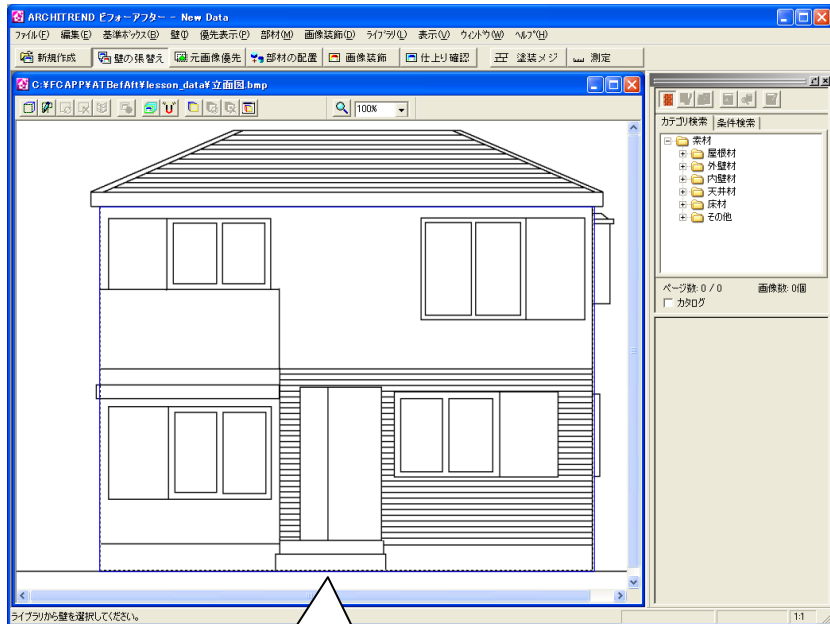 ARCHITREND ビフォーアフター - New Data
ファイル(F) 編集(E) 基準ボックス(B) 壁(I) 優先表示(P) 部材(M) 画像装飾(D) ライブラリ(L) 表示(V) ウィンドウ(W) ヘルプ(H)
新規作成 壁の張替え 元画像優先 部材の配置 画像装飾 仕上り確認 塗装メジ 測定
C:¥FCAPP¥ATBefAft¥lesson_data¥立面図.bmp
100%
カテゴリ検索 条件検索
素材
屋根材
外壁材
内壁材
天井材
床材
その他
ページ数: 0 / 0 画像数: 0個
カタログ
ライブラリから壁を選択してください。
1:1